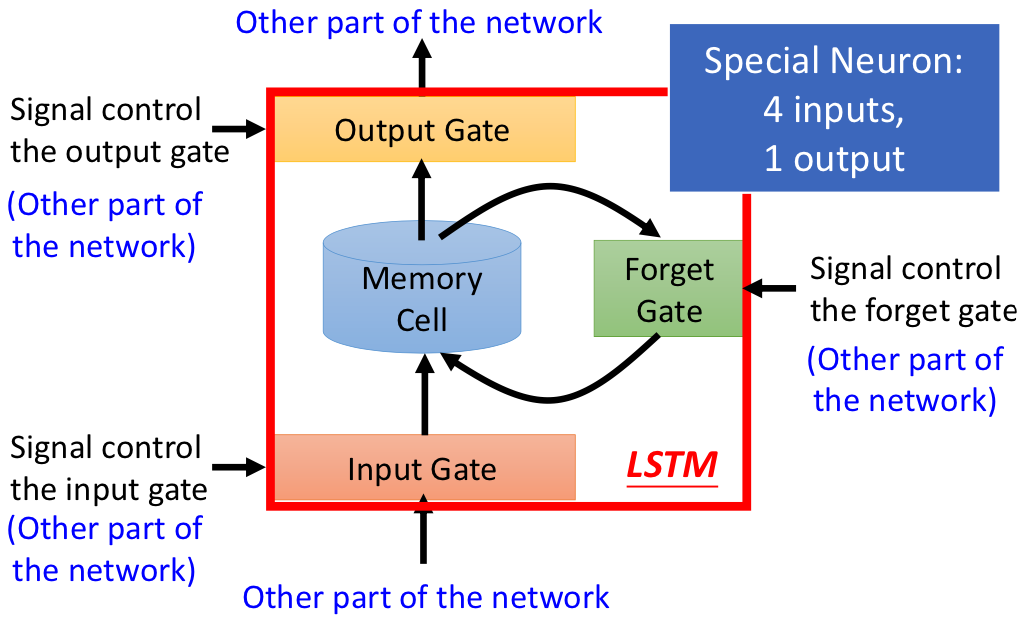 Other part of the network
Special Neuron:
4 inputs,
1 output
Signal control
the output gate
(Other part of
the network)
Output Gate
Memory
Cell
Forget
Gate
Signal control
the forget gate
(Other part of
the network)
Signal control
the input gate
(Other part of
the network)
Input Gate
LSTM
Other part of the network